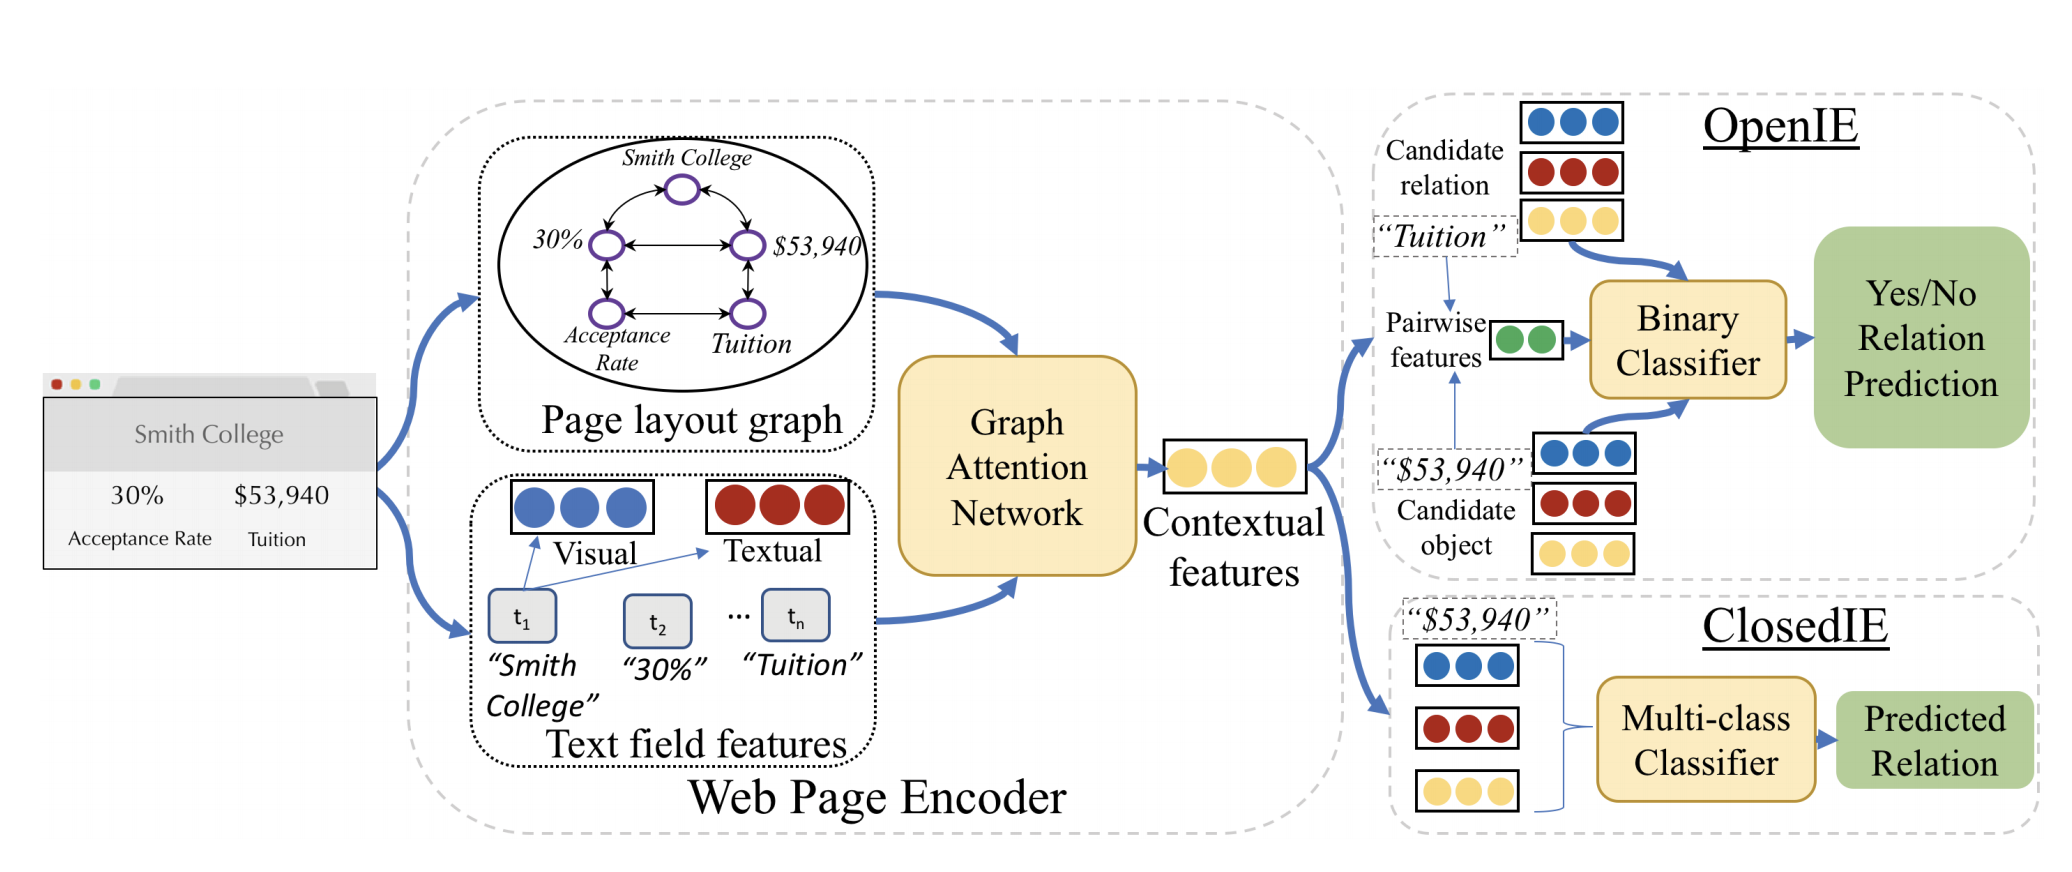 Smith College
30%
$53,940
Acceptance Rate
Tuition
Smith College
30%
$53,940
Acceptance
Rate
Tuition
Page layout graph
Visual
Textual
t1
t2
...
tn
“Smith
College”
“30%”
“Tuition”
Text field features
Web Page Encoder
Graph
Attention
Network
Contextual
features
OpenIE
Candidate
relation
“Tuition”
Pairwise
features
“$53,940”
Candidate
object
Binary
Classifier
Yes/No
Relation
Prediction
ClosedIE
“$53,940”
Multi-class
Classifier
Predicted
Relation